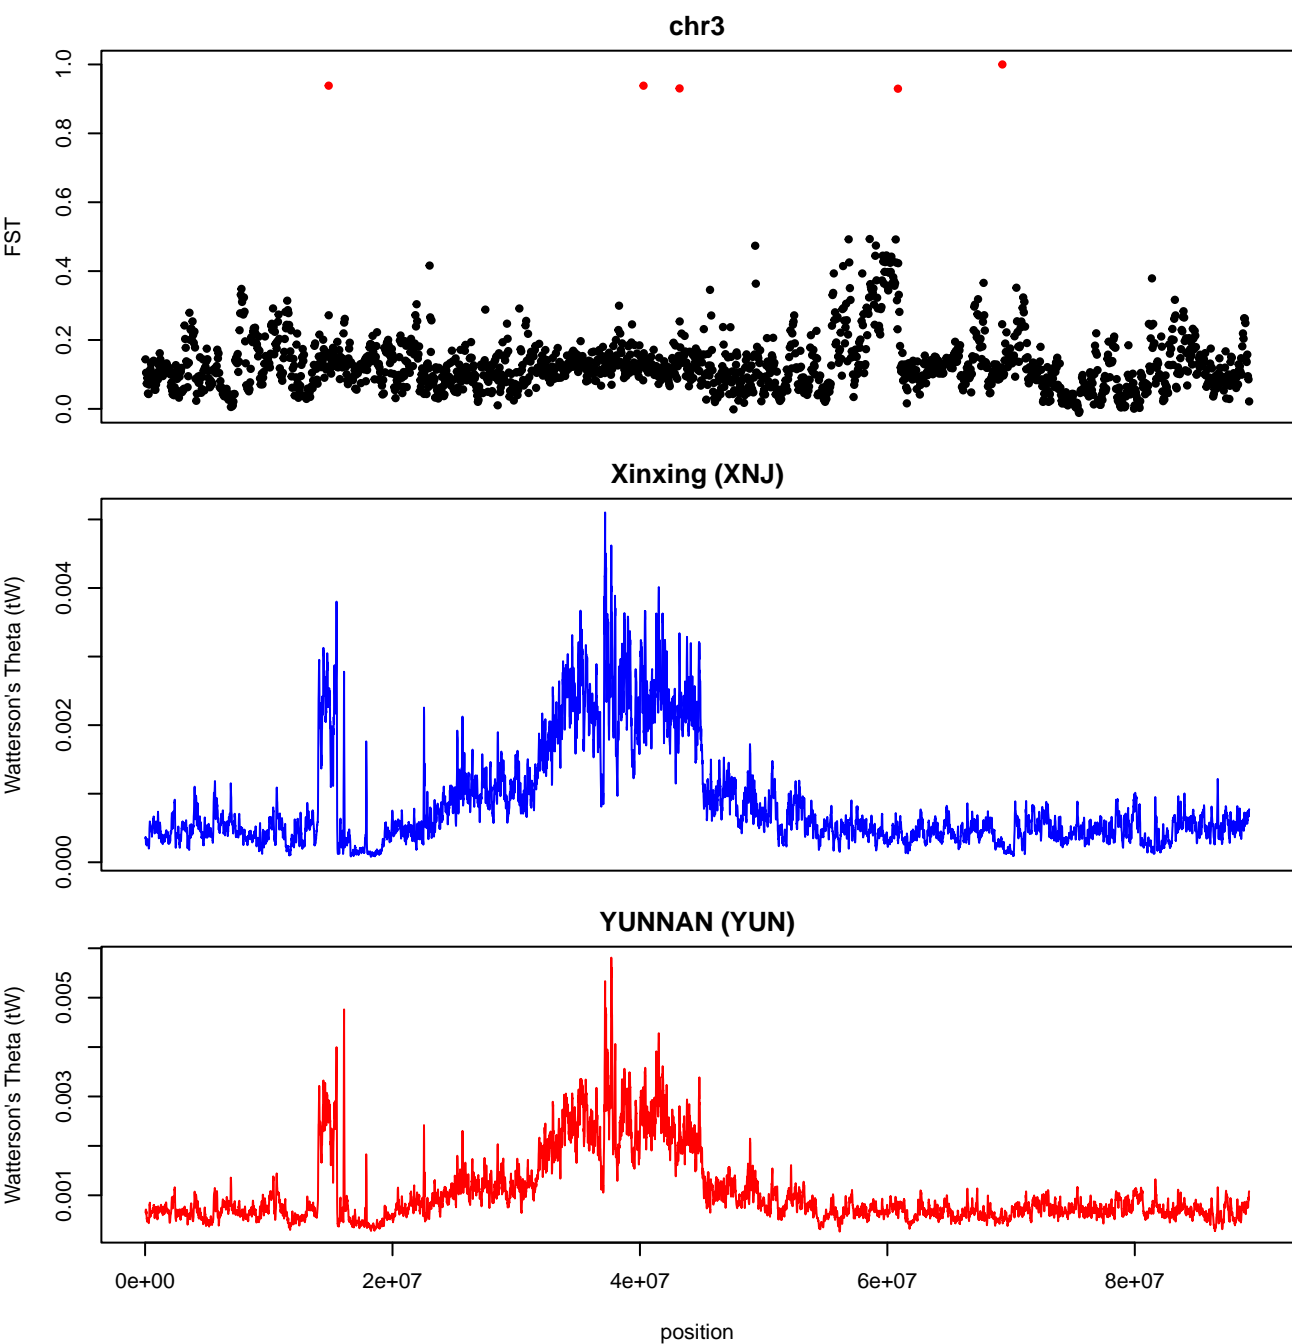 chr3
FST
1.0
0.8
0.6
0.4
0.2
0.0
Xinxing (XNJ)
Watterson's Theta (tW)
0.004
0.002
0.000
YUNNAN (YUN)
Watterson's Theta (tW)
0.005
0.003
0.001
0e+00 2e+07 4e+07 6e+07 8e+07
position